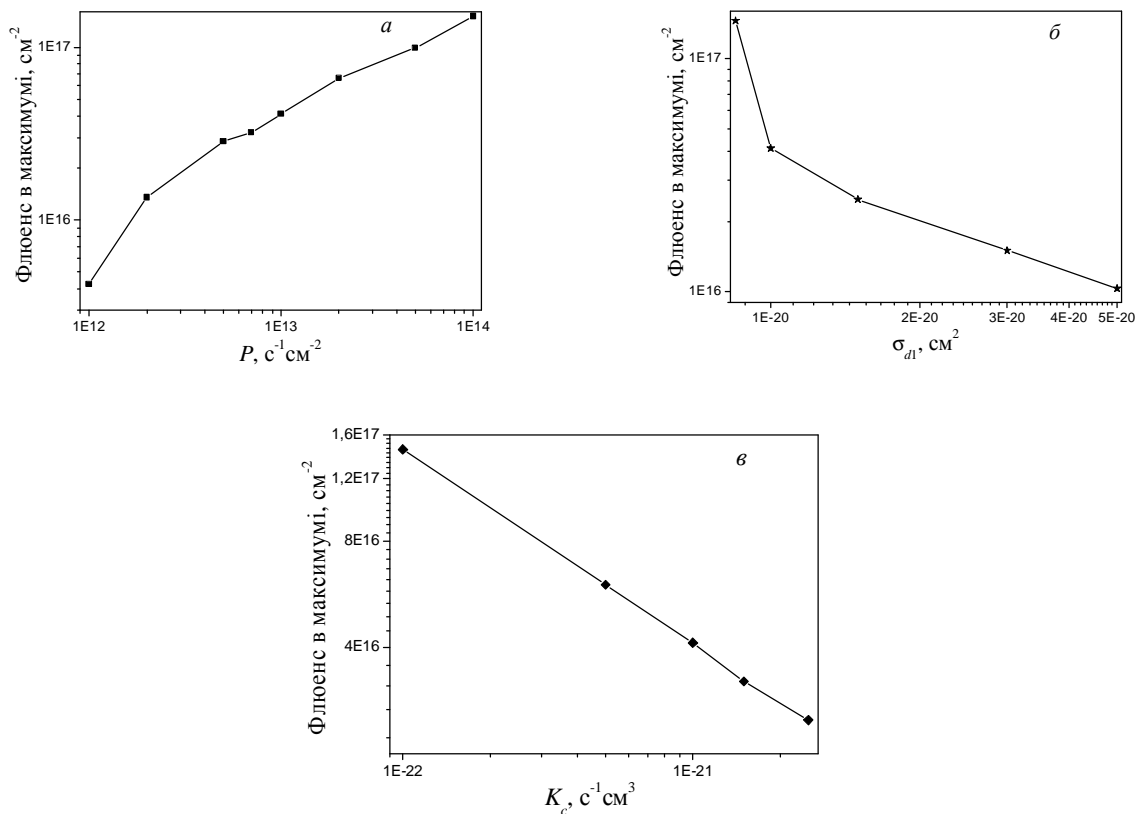 а
Флюенс в максимумі, см⁻²
1E17
1E16
1E12
1E13
1E14
P, с⁻¹см⁻²
б
Флюенс в максимумі, см⁻²
1E17
1E16
1E-20
2E-20
3E-20
4E-20
5E-20
σd1, см²
в
Флюенс в максимумі, см⁻²
1,6E17
1,2E17
8E16
4E16
1E-22
1E-21
Kc, с⁻¹см³